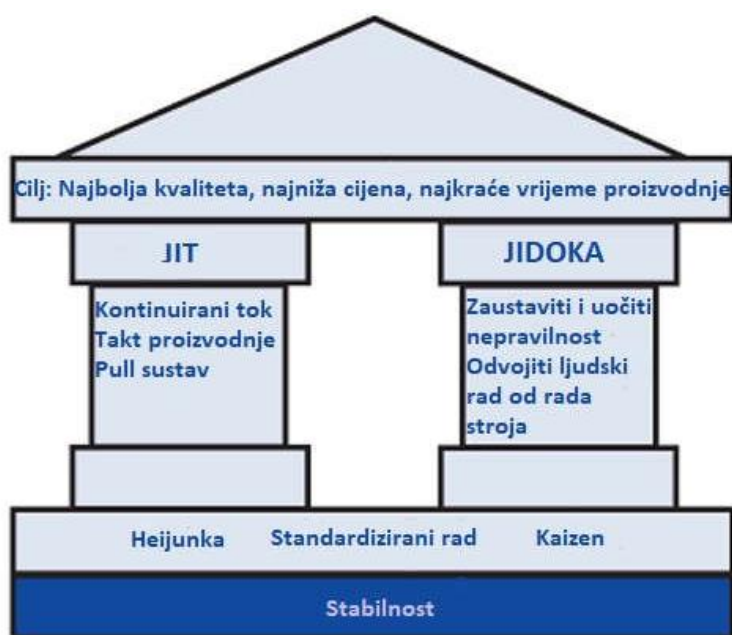 Cilj: Najbolja kvaliteta, najniža cijena, najkraće vrijeme proizvodnje
JIT
JIDOKA
Kontinuirani tok
Takt proizvodnje
Pull sustav
Zaustaviti i uočiti
nepravilnost
Odvojiti ljudski
rad od rada
stroja
Heijunka Standardizirani rad Kaizen
Stabilnost